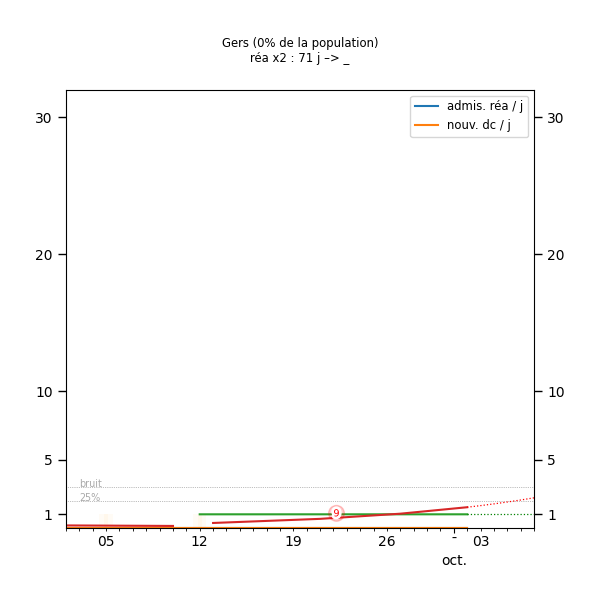 Gers (0% de la population)
réa x2 : 71 j –> _
admis. réa / j
nouv. dc / j
30 30
20 20
10 10
5 5
bruit
25%
1 9 1
05 12 19 26 - 03
oct.